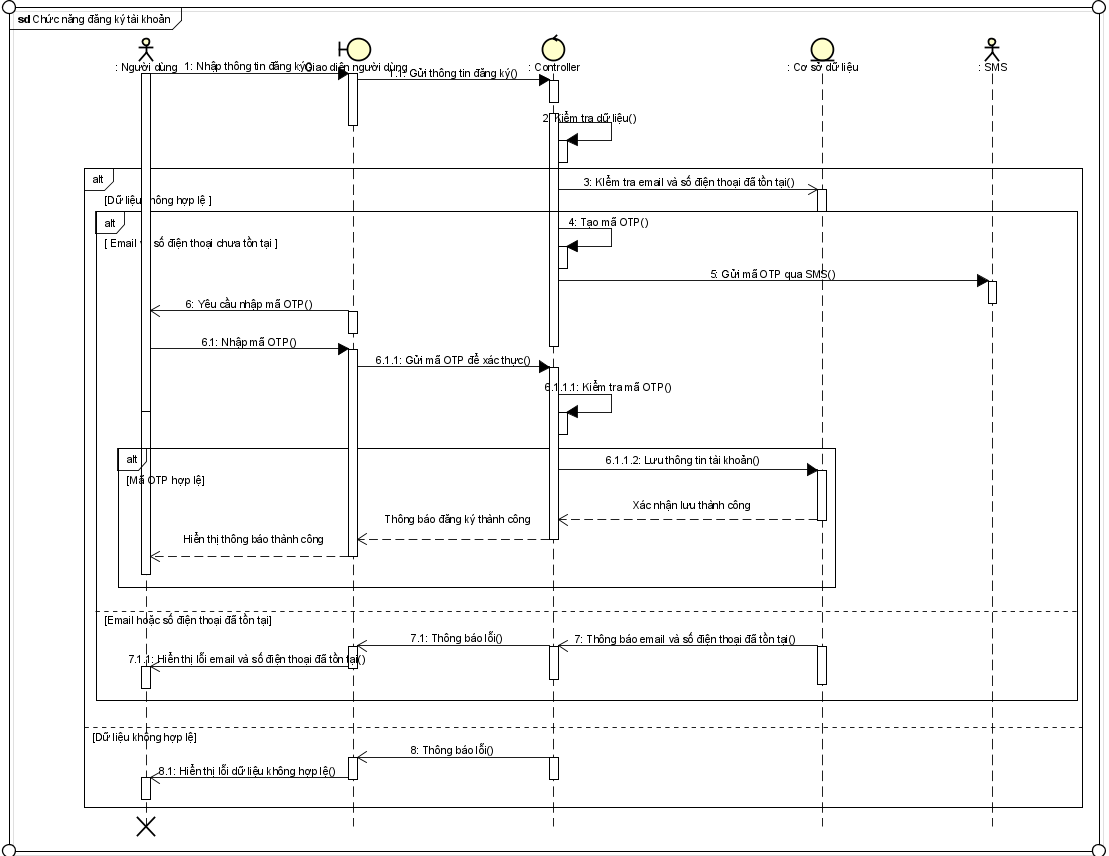 sd Chức năng đăng ký tài khoản
: Người dùng
1: Nhập thông tin đăng ký()
Giao diện người dùng
1.1: Gửi thông tin đăng ký()
: Controller
: Cơ sở dữ liệu
: SMS
2: Kiểm tra dữ liệu()
alt
3: KIểm tra email và số điện thoại đã tồn tại()
[Dữ liệu không hợp lệ ]
alt
4: Tạo mã OTP()
[ Email và số điện thoại chưa tồn tại ]
5: Gửi mã OTP qua SMS()
6: Yêu cầu nhập mã OTP()
6.1: Nhập mã OTP()
6.1.1: Gửi mã OTP để xác thực()
6.1.1.1: Kiểm tra mã OTP()
alt
6.1.1.2: Lưu thông tin tài khoản()
[Mã OTP hợp lệ]
Xác nhận lưu thành công
Thông báo đăng ký thành công
Hiển thị thông báo thành công
[Email hoặc số điện thoại đã tồn tại]
7.1: Thông báo lỗi()
7: Thông báo email và số điện thoại đã tồn tại()
7.1.1: Hiển thị lỗi email và số điện thoại đã tồn tại()
[Dữ liệu không hợp lệ]
8: Thông báo lỗi()
8.1: Hiển thị lỗi dữ liệu không hợp lệ()